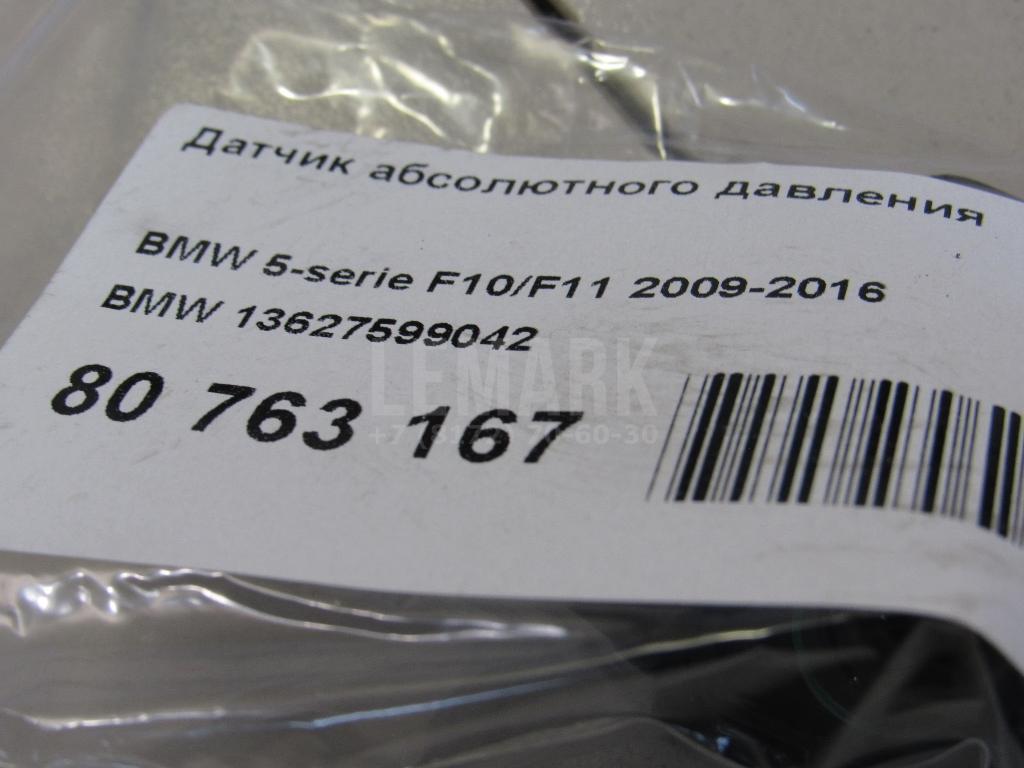 Датчик абсолютного давления
BMW 5-serie F10/F11 2009-2016
BMW 13627599042
80 763 167
LEMARK